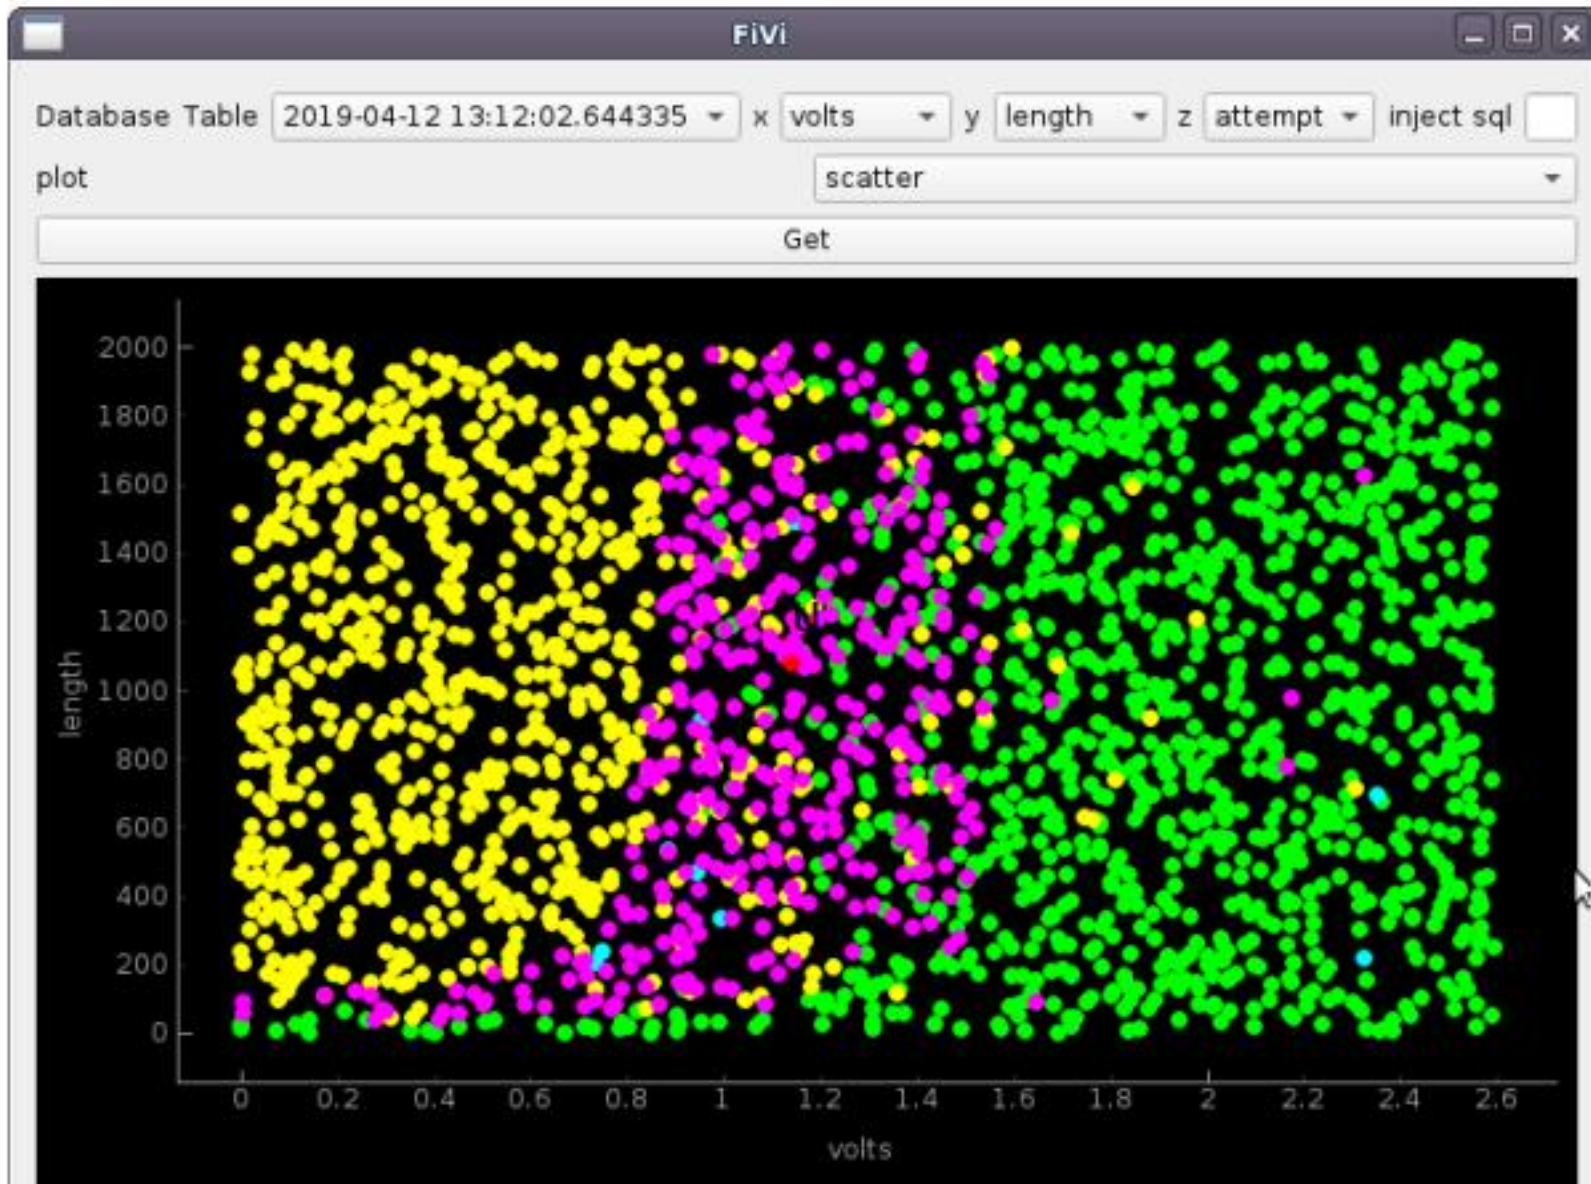 FiVi
Database Table 2019-04-12 13:12:02.644335 x volts y length z attempt inject sql
plot scatter
Get
2000
1800
1600
1400
1200
1000
800
600
400
200
0
length
0 0.2 0.4 0.6 0.8 1 1.2 1.4 1.6 1.8 2 2.2 2.4 2.6
volts